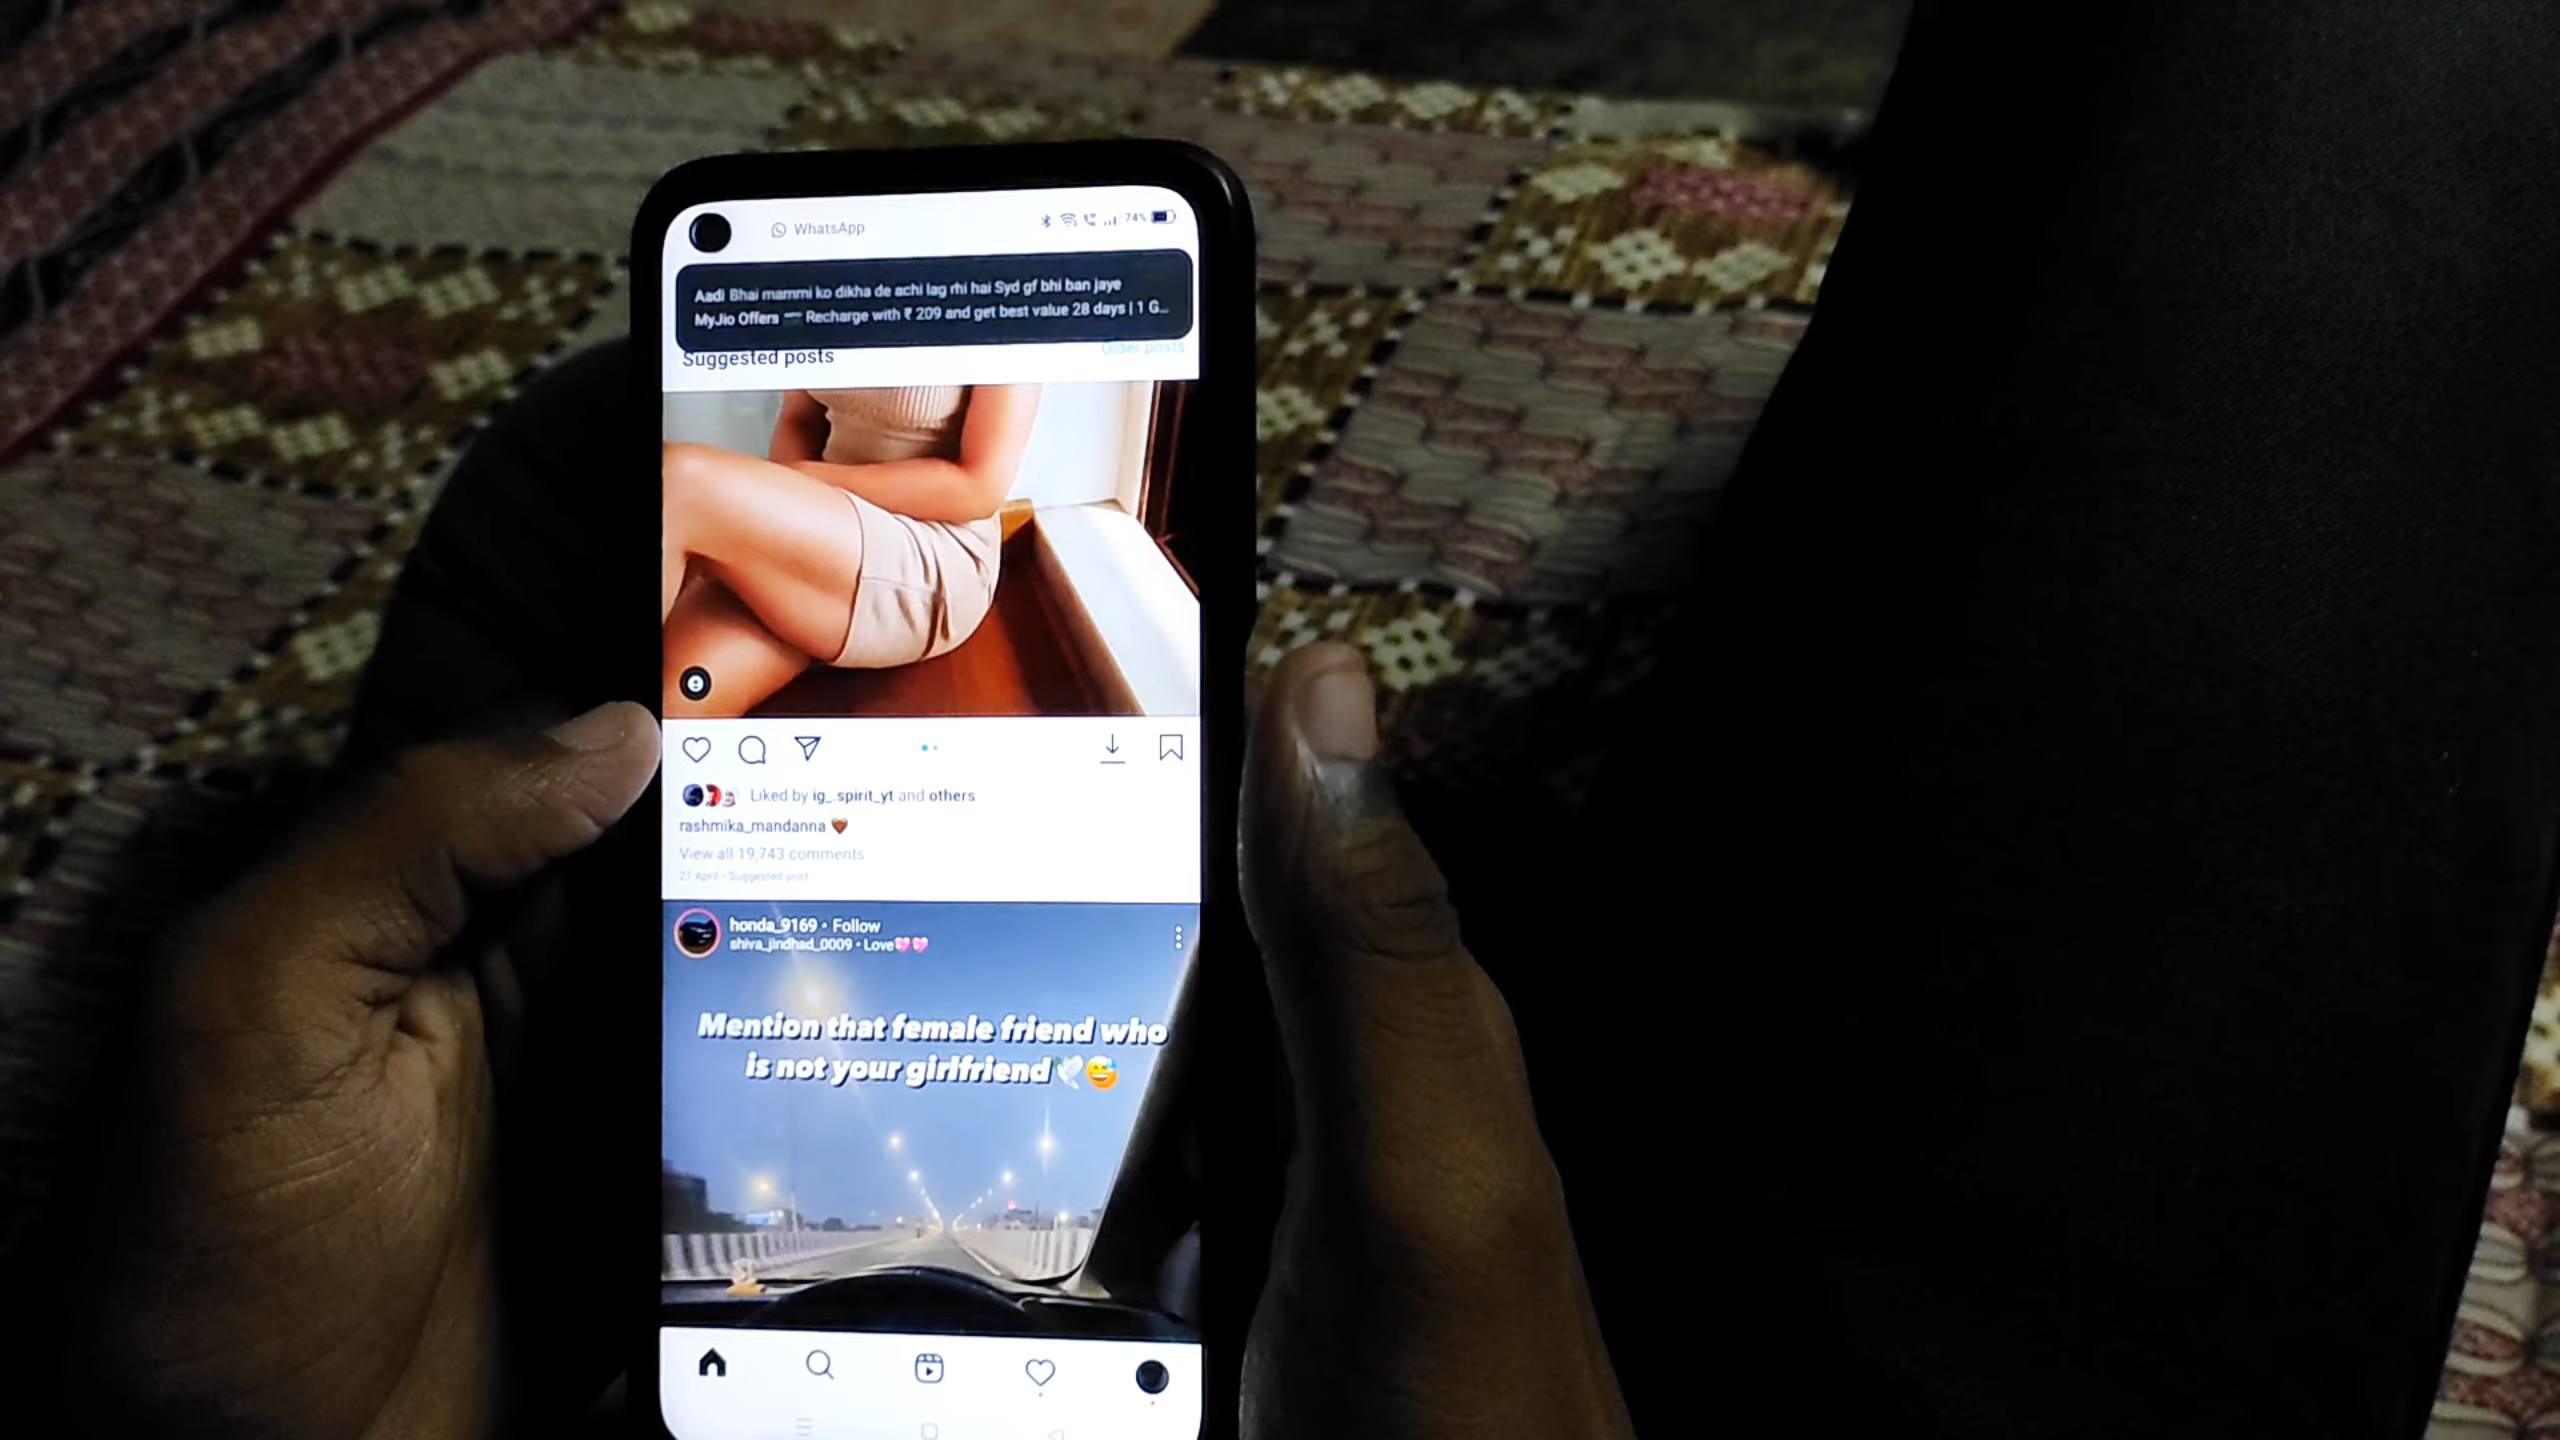 WhatsApp
74%
Aadi Bhai mammi ko dikha de achi lag rhi hai Syd gf bhi ban jaye
MyJio Offers Recharge with ₹ 209 and get best value 28 days | 1 G...
Suggested posts
Older posts
Liked by ig_.spirit_yt and others
rashmika_mandanna 🤎
View all 19,743 comments
27 April • Suggested post
honda_9169 • Follow
shiva_jindhad_0009 • Love💖💖
Mention that female friend who
is not your girlfriend🕊️😅